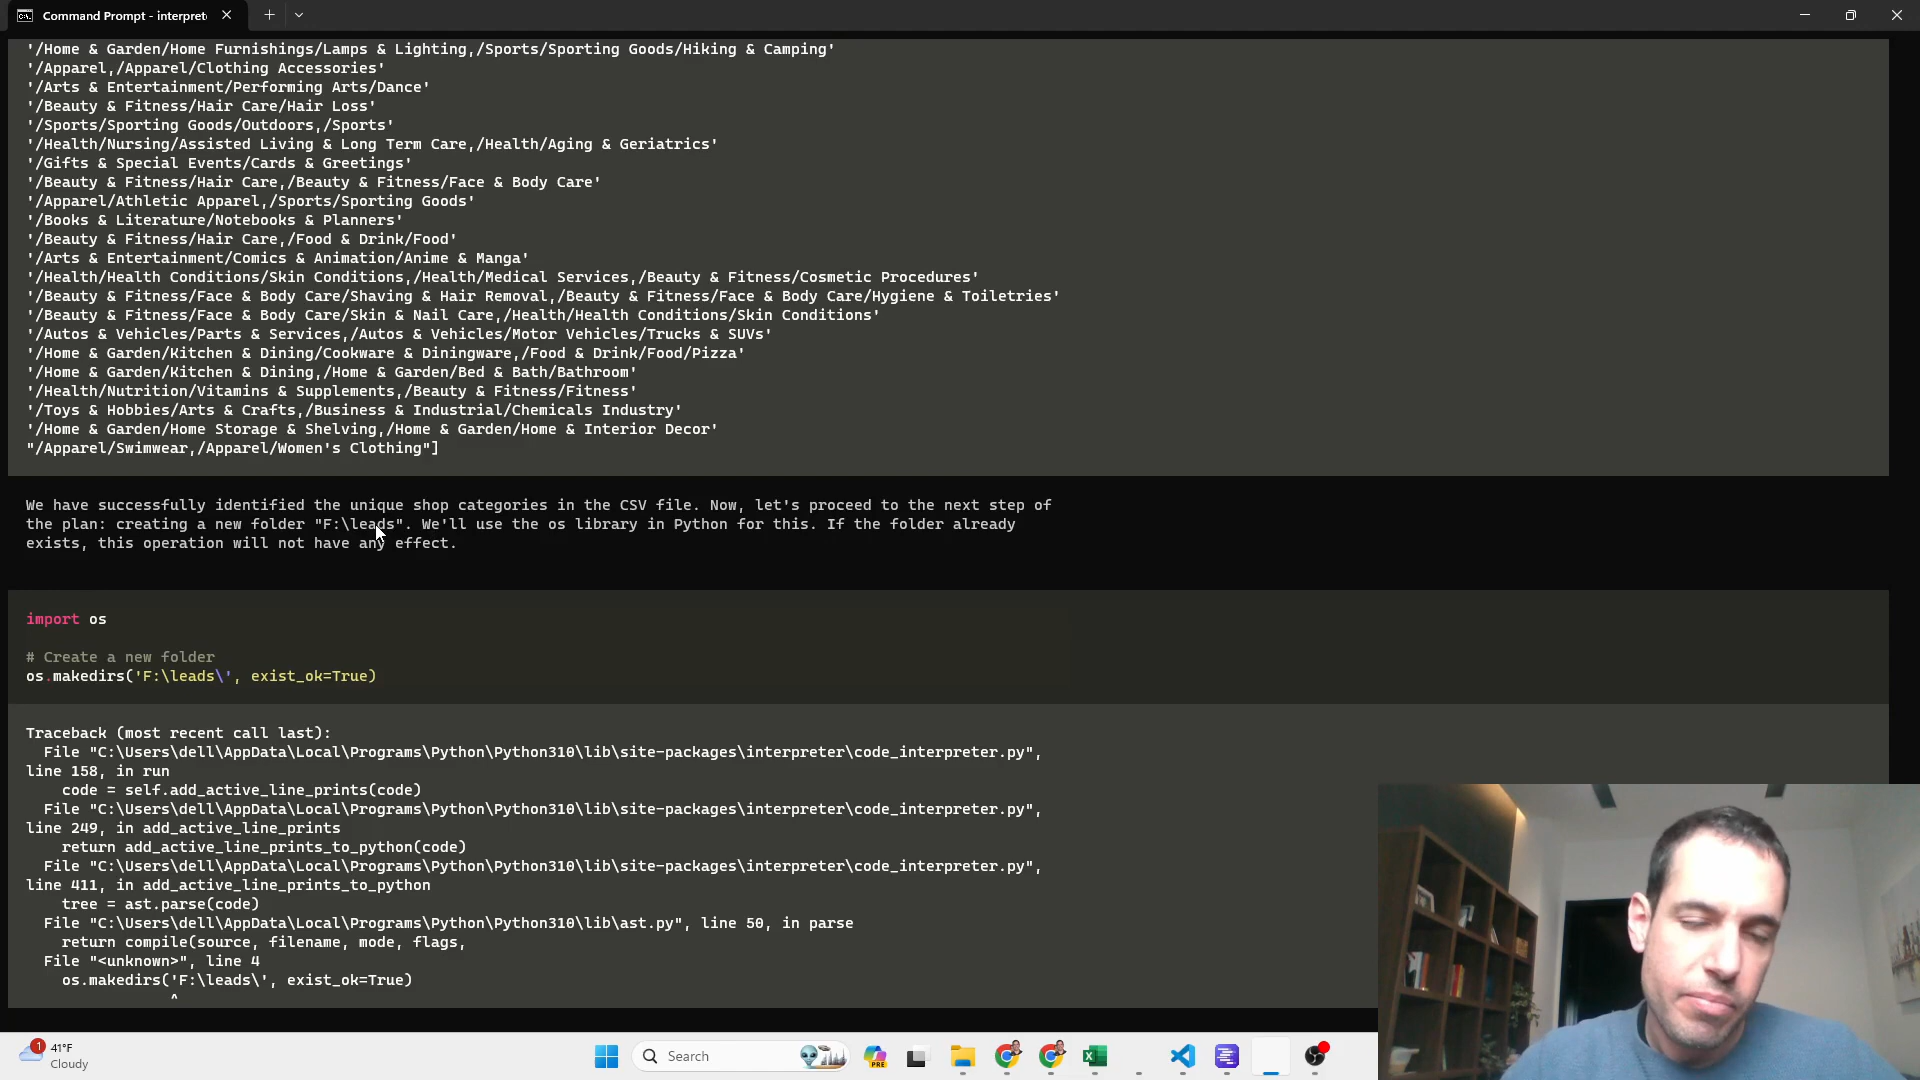 Command Prompt - interpret
'/Home & Garden/Home Furnishings/Lamps & Lighting,/Sports/Sporting Goods/Hiking & Camping'
'/Apparel,/Apparel/Clothing Accessories'
'/Arts & Entertainment/Performing Arts/Dance'
'/Beauty & Fitness/Hair Care/Hair Loss'
'/Sports/Sporting Goods/Outdoors,/Sports'
'/Health/Nursing/Assisted Living & Long Term Care,/Health/Aging & Geriatrics'
'/Gifts & Special Events/Cards & Greetings'
'/Beauty & Fitness/Hair Care,/Beauty & Fitness/Face & Body Care'
'/Apparel/Athletic Apparel,/Sports/Sporting Goods'
'/Books & Literature/Notebooks & Planners'
'/Beauty & Fitness/Hair Care,/Food & Drink/Food'
'/Arts & Entertainment/Comics & Animation/Anime & Manga'
'/Health/Health Conditions/Skin Conditions,/Health/Medical Services,/Beauty & Fitness/Cosmetic Procedures'
'/Beauty & Fitness/Face & Body Care/Shaving & Hair Removal,/Beauty & Fitness/Face & Body Care/Hygiene & Toiletries'
'/Beauty & Fitness/Face & Body Care/Skin & Nail Care,/Health/Health Conditions/Skin Conditions'
'/Autos & Vehicles/Parts & Services,/Autos & Vehicles/Motor Vehicles/Trucks & SUVs'
'/Home & Garden/Kitchen & Dining/Cookware & Diningware,/Food & Drink/Food/Pizza'
'/Home & Garden/Kitchen & Dining,/Home & Garden/Bed & Bath/Bathroom'
'/Health/Nutrition/Vitamins & Supplements,/Beauty & Fitness/Fitness'
'/Toys & Hobbies/Arts & Crafts,/Business & Industrial/Chemicals Industry'
'/Home & Garden/Home Storage & Shelving,/Home & Garden/Home & Interior Decor'
"/Apparel/Swimwear,/Apparel/Women's Clothing"]
We have successfully identified the unique shop categories in the CSV file. Now, let's proceed to the next step of
the plan: creating a new folder "F:\leads". We'll use the os library in Python for this. If the folder already
exists, this operation will not have any effect.
import os
# Create a new folder
os.makedirs('F:\leads\', exist_ok=True)
Traceback (most recent call last):
File "C:\Users\dell\AppData\Local\Programs\Python\Python310\lib\site-packages\interpreter\code_interpreter.py",
line 158, in run
code = self.add_active_line_prints(code)
File "C:\Users\dell\AppData\Local\Programs\Python\Python310\lib\site-packages\interpreter\code_interpreter.py",
line 249, in add_active_line_prints
return add_active_line_prints_to_python(code)
File "C:\Users\dell\AppData\Local\Programs\Python\Python310\lib\site-packages\interpreter\code_interpreter.py",
line 411, in add_active_line_prints_to_python
tree = ast.parse(code)
File "C:\Users\dell\AppData\Local\Programs\Python\Python310\lib\ast.py", line 50, in parse
return compile(source, filename, mode, flags,
File "<unknown>", line 4
os.makedirs('F:\leads\', exist_ok=True)
^
1
41°F
Cloudy
Search
PRE